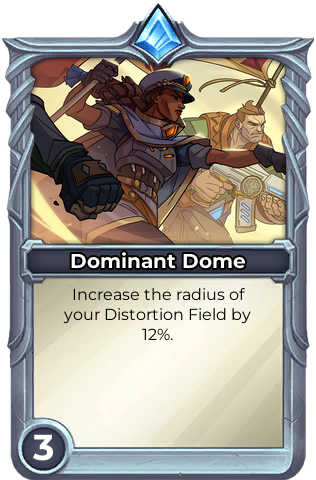 Dominant Dome
Increase the radius of
your Distortion Field by
12%.
3